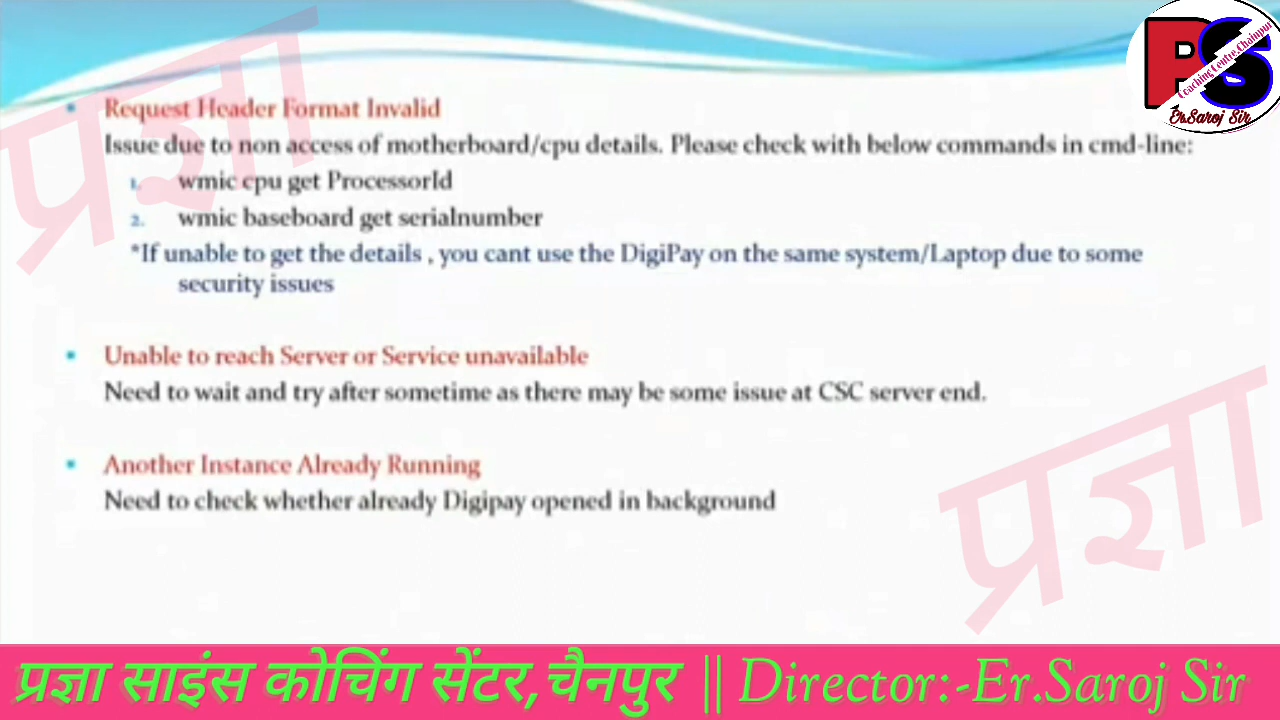 PS
Coaching Centre,Chainpur
Er.Saroj Sir
प्रज्ञा
Request Header Format Invalid
Issue due to non access of motherboard/cpu details. Please check with below commands in cmd-line:
1. wmic cpu get ProcessorId
2. wmic baseboard get serialnumber
*If unable to get the details , you cant use the DigiPay on the same system/Laptop due to some
security issues
Unable to reach Server or Service unavailable
Need to wait and try after sometime as there may be some issue at CSC server end.
Another Instance Already Running
Need to check whether already Digipay opened in background
प्रज्ञा
प्रज्ञा साइंस कोचिंग सेंटर,चैनपुर || Director:-Er.Saroj Sir